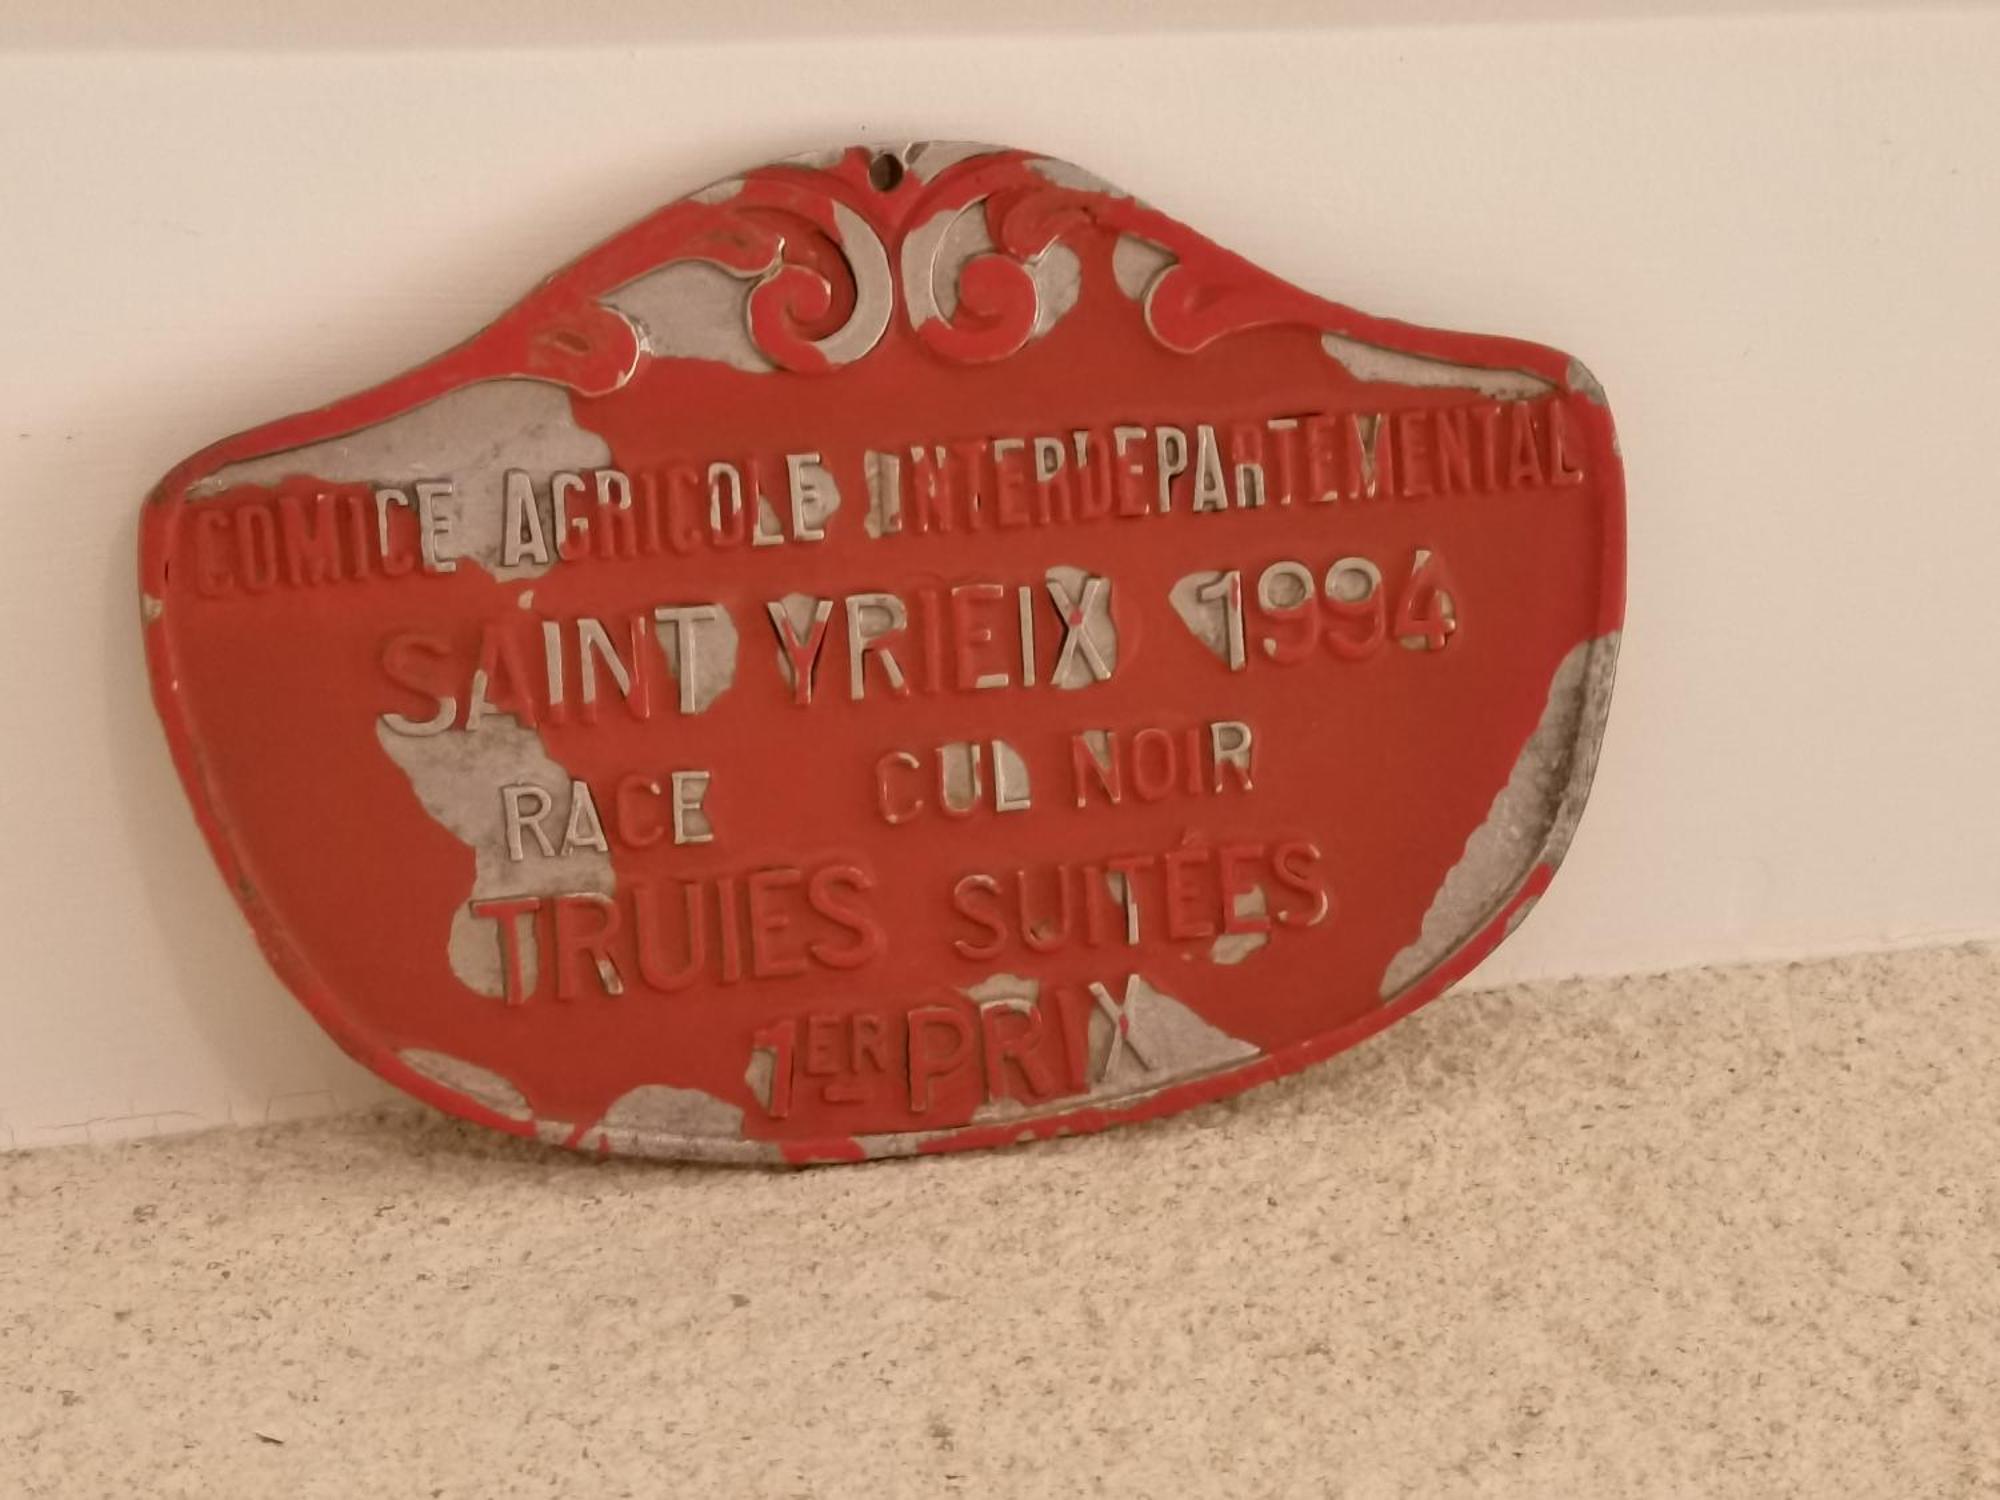 COMICE AGRICOLE INTERDEPARTEMENTAL
SAINT YRIEIX 1994
RACE CUL NOIR
TRUIES SUITÉES
1ER PRIX